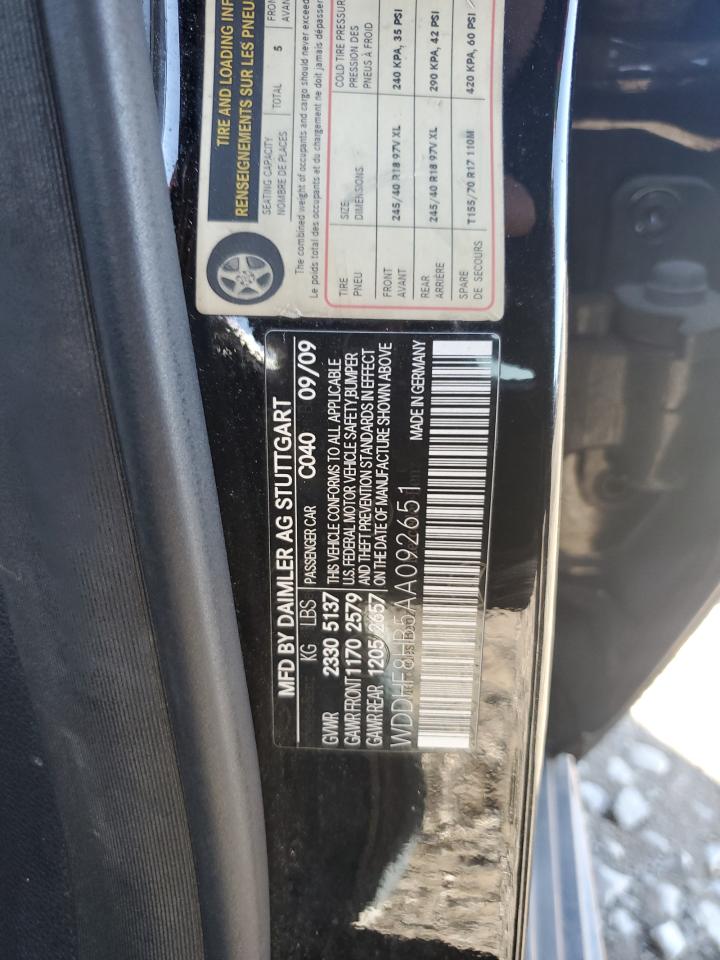 TIRE AND LOADING INF
RENSEIGNEMENTS SUR LES PNEU
SEATING CAPACITY
NOMBRE DE PLACES
TOTAL
5
FRON
AVAN
The combined weight of occupants and cargo should never exceed
Le poids total des occupants et du chargement ne doit jamais dépasser
TIRE
PNEU
SIZE
DIMENSIONS
COLD TIRE PRESSUR
PRESSION DES
PNEUS À FROID
FRONT
AVANT
245/40 R18 97V XL
240 KPA, 35 PSI
REAR
ARRIÈRE
245/40 R18 97V XL
290 KPA, 42 PSI
SPARE
DE SECOURS
T155/70 R17 110M
420 KPA, 60 PSI
MFD BY DAIMLER AG STUTTGART
KG LBS PASSENGER CAR C040 09/09
GVWR 2330 5137 THIS VEHICLE CONFORMS TO ALL APPLICABLE
GAWR FRONT 1170 2579 U.S. FEDERAL MOTOR VEHICLE SAFETY,BUMPER
GAWR REAR 1205 2657 AND THEFT PREVENTION STANDARDS IN EFFECT
ON THE DATE OF MANUFACTURE SHOWN ABOVE
WDDHF8HB5AA092651 MADE IN GERMANY